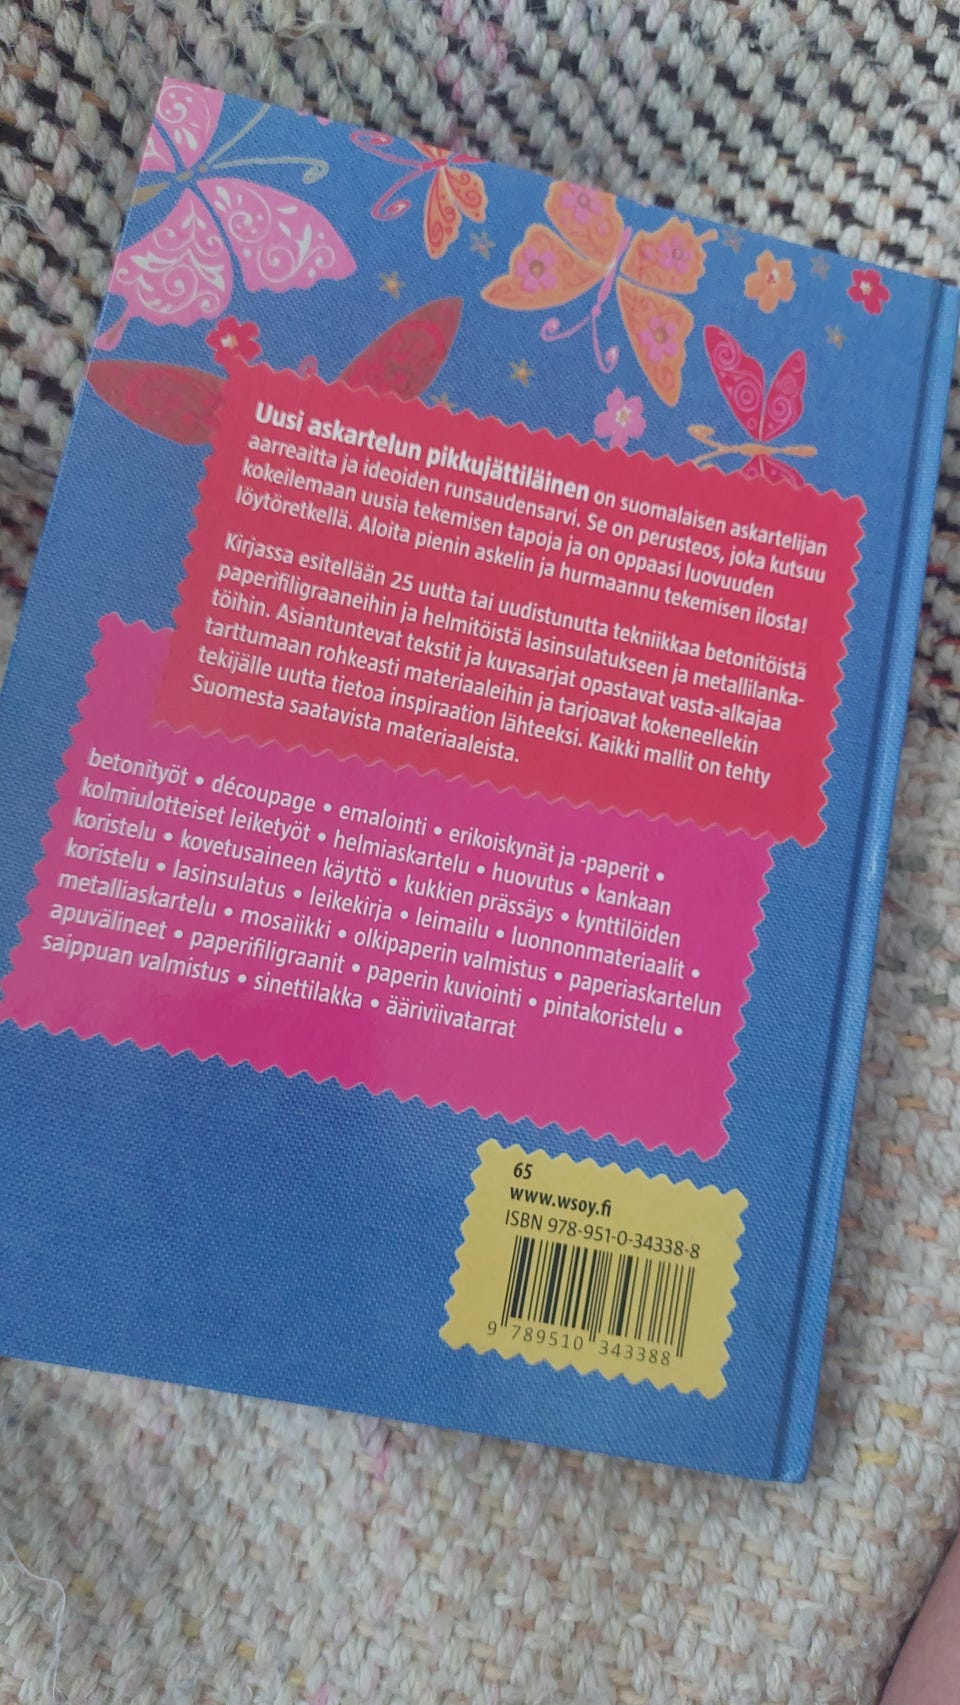 Uusi askartelun pikkujättiläinen on suomalaisen askartelijan
aarreaitta ja ideoiden runsaudensarvi. Se on perusteos, joka kutsuu
kokeilemaan uusia tekemisen tapoja ja on oppaasi luovuuden
löytöretkellä. Aloita pienin askelin ja hurmaannu tekemisen ilosta!
Kirjassa esitellään 25 uutta tai uudistunutta tekniikkaa betonitöistä
paperifiligraaneihin ja helmitöistä lasinsulatukseen ja metallilanka-
töihin. Asiantuntevat tekstit ja kuvasarjat opastavat vasta-alkajaa
tarttumaan rohkeasti materiaaleihin ja tarjoavat kokeneellekin
tekijälle uutta tietoa inspiraation lähteeksi. Kaikki mallit on tehty
Suomesta saatavista materiaaleista.
betonityöt • découpage • emalointi • erikoiskynät ja -paperit •
kolmiulotteiset leiketyöt • helmiaskartelu • huovutus • kankaan
koristelu • kovetusaineen käyttö • kukkien prässäys • kynttilöiden
koristelu • lasinsulatus • leikekirja • leimailu • luonnonmateriaalit •
metalliaskartelu • mosaiikki • olkipaperin valmistus • paperiaskartelun
apuvälineet • paperifiligraanit • paperin kuviointi • pintakoristelu •
saippuan valmistus • sinettilakka • ääriviivatarrat
65
www.wsoy.fi
ISBN 978-951-0-34338-8
9 789510 343388